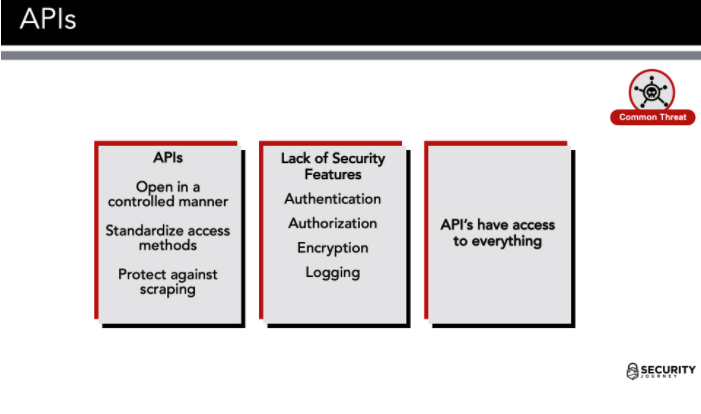 APIs
Common Threat
APIs
Open in a
controlled manner
Standardize access
methods
Protect against
scraping
Lack of Security
Features
Authentication
Authorization
Encryption
Logging
API's have access
to everything
SECURITY
JOURNEY